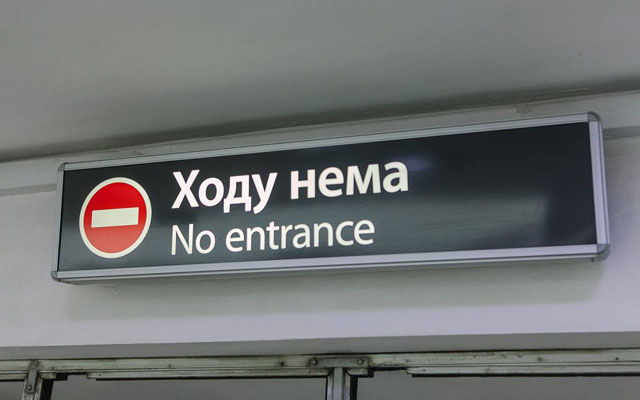 Ходу нема
No entrance